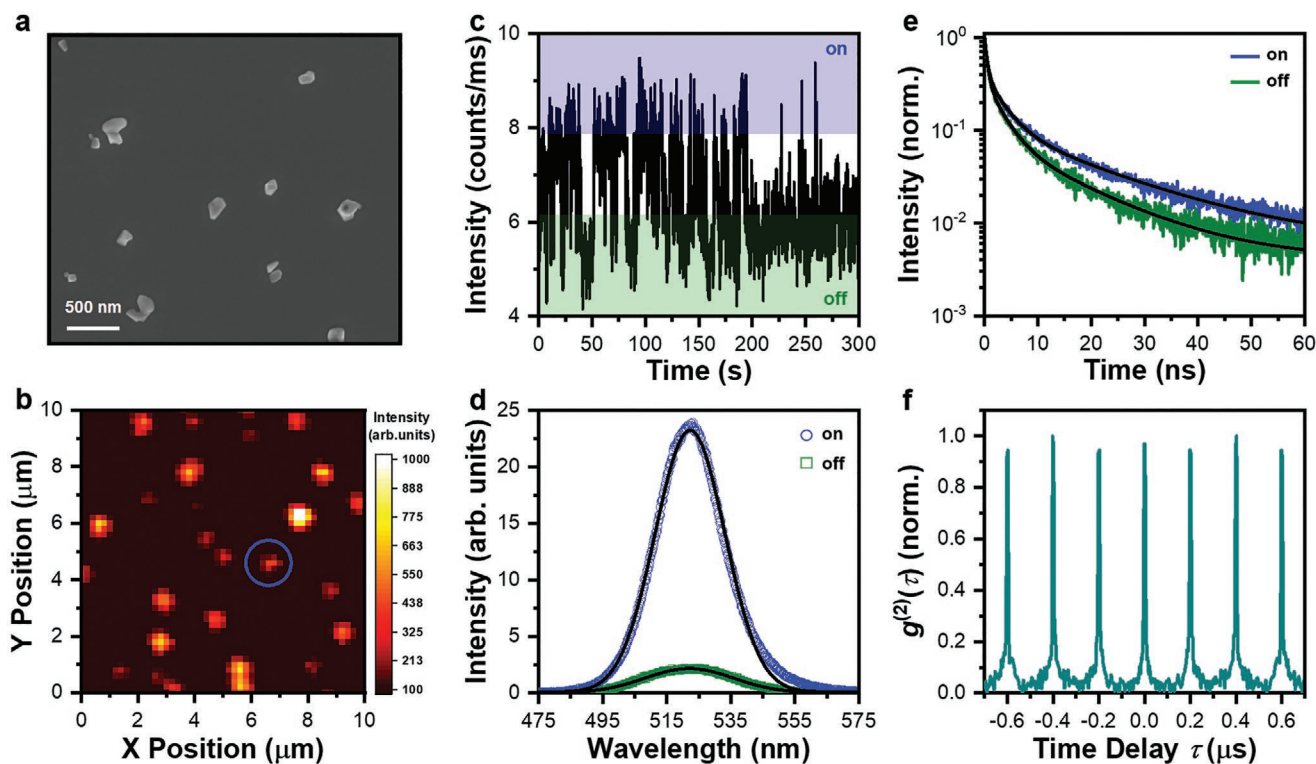 a
500 nm
b
10
8
6
4
2
0
Y Position (μm)
0 2 4 6 8 10
X Position (μm)
Intensity
(arb.units)
1000
888
775
663
550
438
325
213
100
c
10
8
6
4
Intensity (counts/ms)
on
off
0 50 100 150 200 250 300
Time (s)
d
25
20
15
10
5
0
Intensity (arb. units)
on
off
475 495 515 535 555 575
Wavelength (nm)
e
10⁰
10⁻¹
10⁻²
10⁻³
Intensity (norm.)
on
off
0 10 20 30 40 50 60
Time (ns)
f
1.0
0.8
0.6
0.4
0.2
0.0
g⁽²⁾(τ) (norm.)
-0.6 -0.4 -0.2 0.0 0.2 0.4 0.6
Time Delay τ (μs)